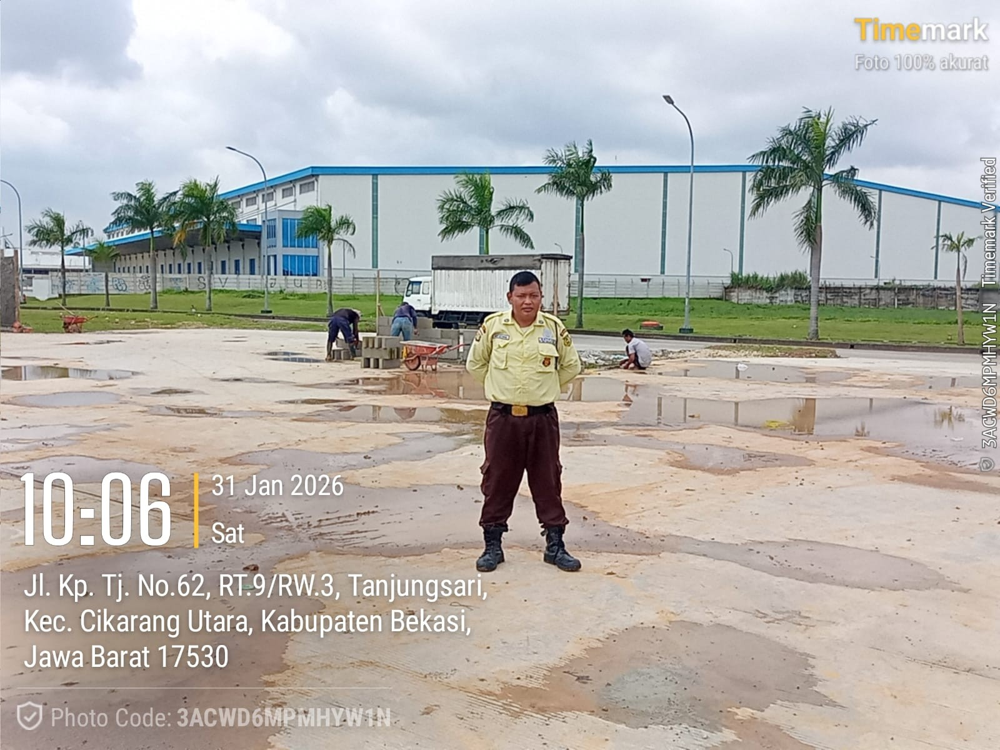 Timemark
Foto 100% akurat
3ACWD6MPMHYW1N Timemark Verified
10:06
31 Jan 2026
Sat
Jl. Kp. Tj. No.62, RT.9/RW.3, Tanjungsari,
Kec. Cikarang Utara, Kabupaten Bekasi,
Jawa Barat 17530
Photo Code: 3ACWD6MPMHYW1N